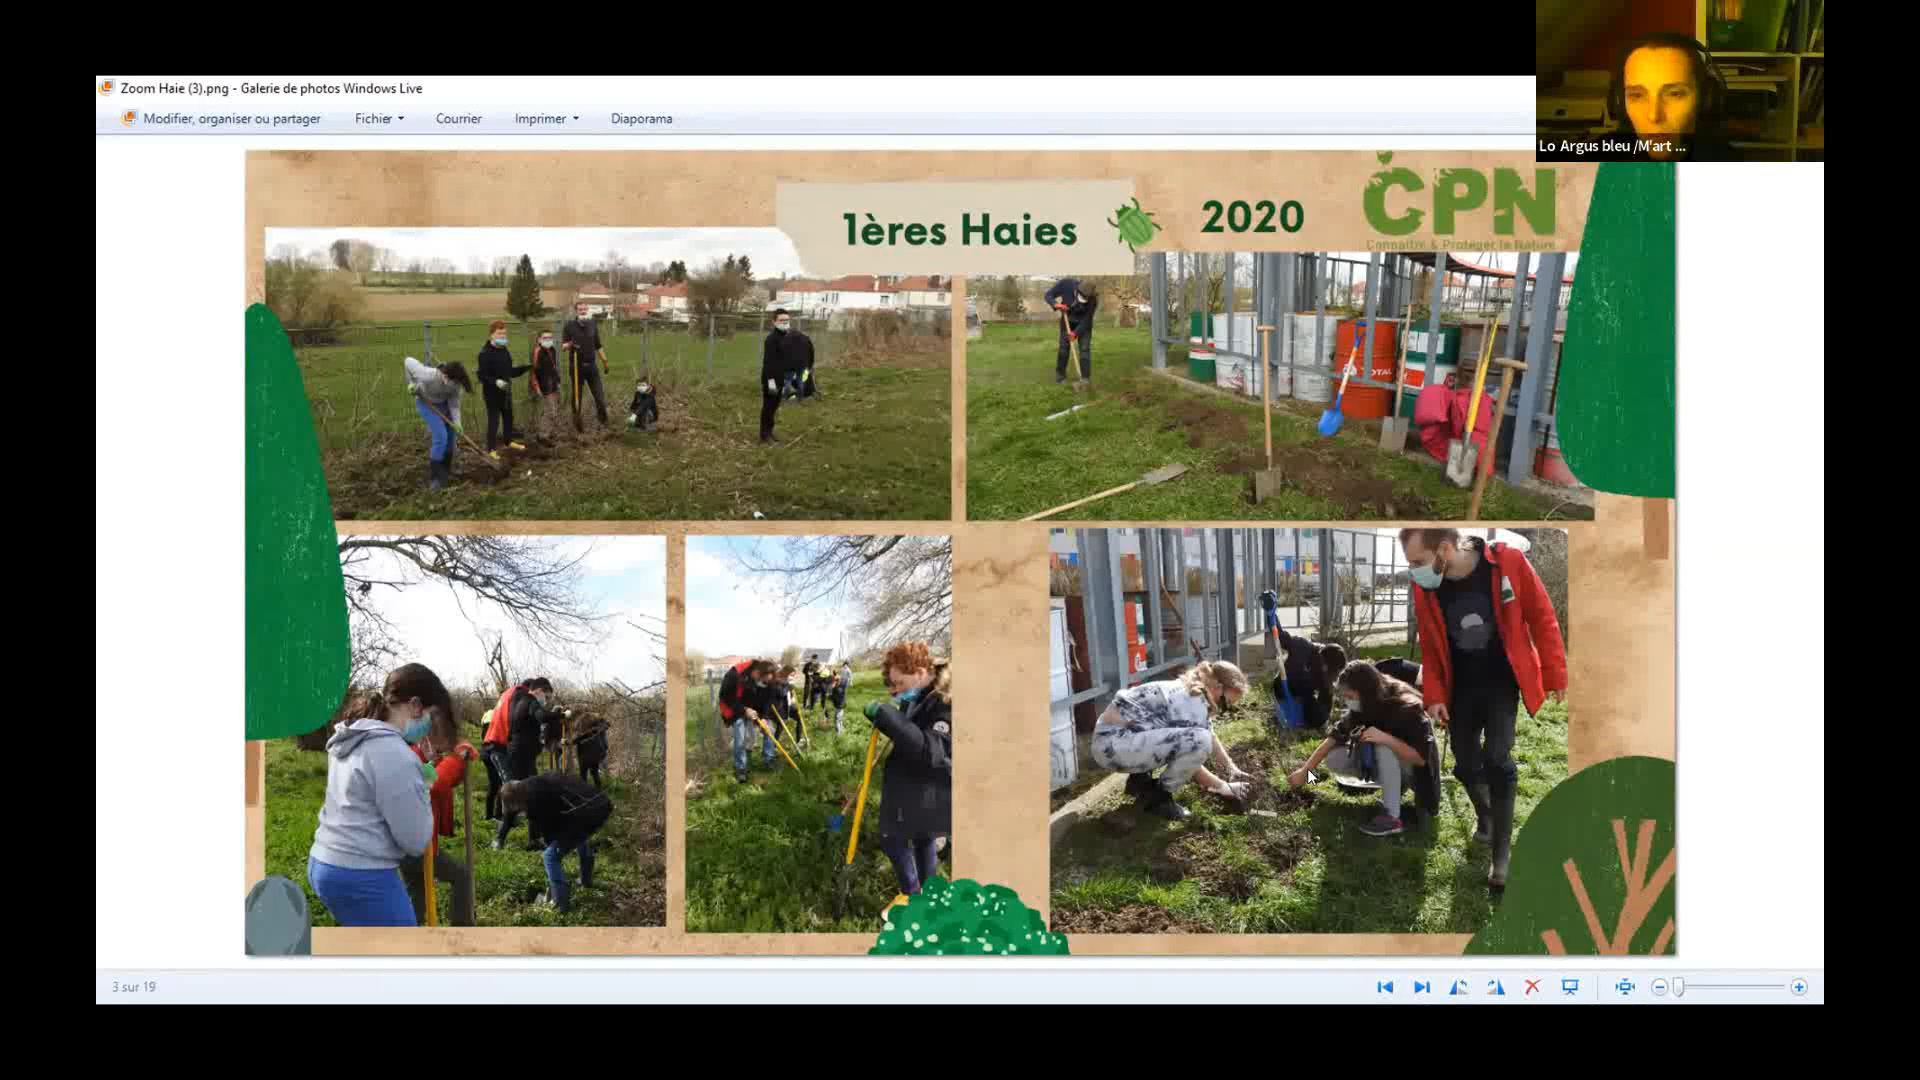 Zoom Haie (3).png - Galerie de photos Windows Live
Modifier, organiser ou partager Fichier Courrier Imprimer Diaporama
Lo Argus bleu /M'art ...
1ères Haies
2020
CPN
Connaître & Protéger la Nature
TOTAL
3 sur 19